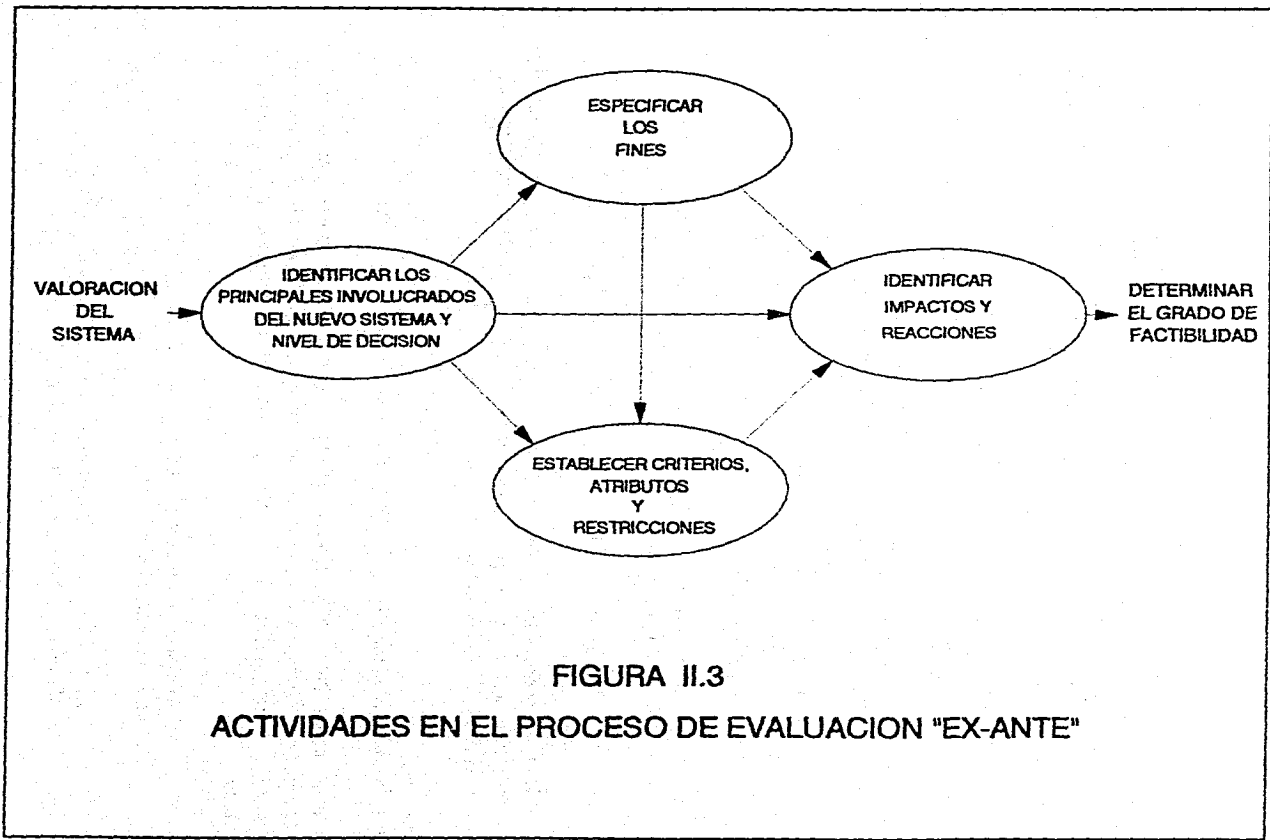 ESPECIFICAR
LOS
FINES
VALORACION
DEL
SISTEMA
IDENTIFICAR LOS
PRINCIPALES INVOLUCRADOS
DEL NUEVO SISTEMA Y
NIVEL DE DECISION
IDENTIFICAR
IMPACTOS Y
REACCIONES
DETERMINAR
EL GRADO DE
FACTIBILIDAD
ESTABLECER CRITERIOS,
ATRIBUTOS
Y
RESTRICCIONES
FIGURA II.3
ACTIVIDADES EN EL PROCESO DE EVALUACION "EX-ANTE"